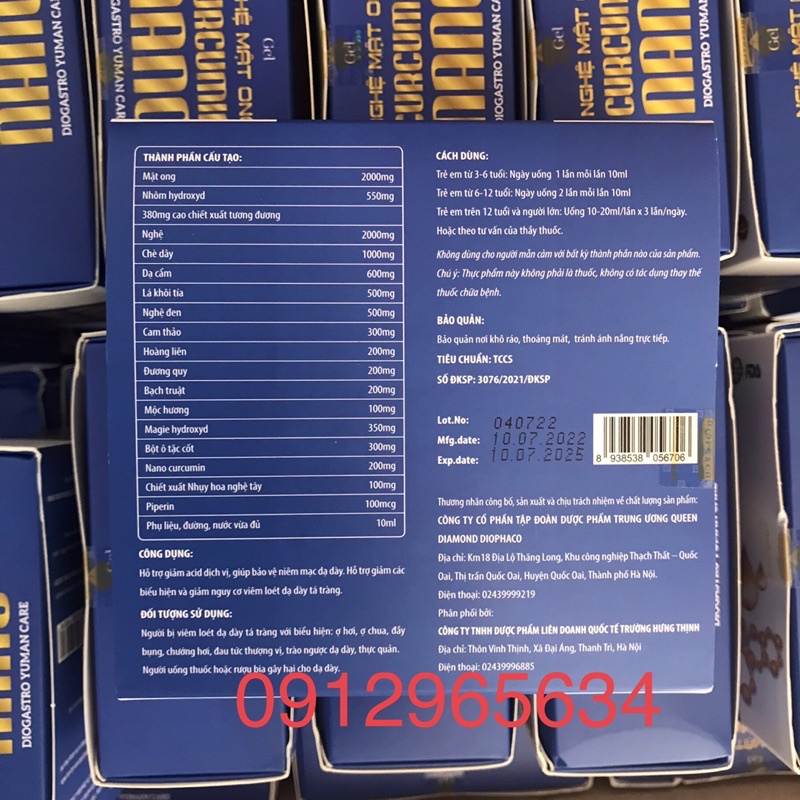 Gel
NGHỆ MẬT ONG
CURCUMIN
NANO
DIOGASTRO YUMAN CARE
THÀNH PHẦN CẤU TẠO:
Mật ong 2000mg
Nhôm hydroxyd 550mg
380mg cao chiết xuất tương đương
Nghệ 2000mg
Chè dây 1000mg
Dạ cẩm 600mg
Lá khôi tía 500mg
Nghệ đen 500mg
Cam thảo 300mg
Hoàng liên 200mg
Đương quy 200mg
Bạch truật 200mg
Mộc hương 100mg
Magie hydroxyd 350mg
Bột ô tặc cốt 300mg
Nano curcumin 200mg
Chiết xuất Nhụy hoa nghệ tây 100mg
Piperin 100mcg
Phụ liệu, đường, nước vừa đủ 10ml
CÔNG DỤNG:
Hỗ trợ giảm acid dịch vị, giúp bảo vệ niêm mạc dạ dày. Hỗ trợ giảm các
biểu hiện và giảm nguy cơ viêm loét dạ dày tá tràng.
ĐỐI TƯỢNG SỬ DỤNG:
Người bị viêm loét dạ dày tá tràng với biểu hiện: ợ hơi, ợ chua, đầy
bụng, chướng hơi, đau tức thượng vị, trào ngược dạ dày, thực quản.
Người uống thuốc hoặc rượu bia gây hại cho dạ dày.
CÁCH DÙNG:
Trẻ em từ 3-6 tuổi: Ngày uống 1 lần mỗi lần 10ml
Trẻ em từ 6-12 tuổi: Ngày uống 2 lần mỗi lần 10ml
Trẻ em trên 12 tuổi và người lớn: Uống 10-20ml/lần x 3 lần/ngày.
Hoặc theo tư vấn của thầy thuốc.
Không dùng cho người mẫn cảm với bất kỳ thành phần nào của sản phẩm.
Chú ý: Thực phẩm này không phải là thuốc, không có tác dụng thay thế
thuốc chữa bệnh.
BẢO QUẢN:
Bảo quản nơi khô ráo, thoáng mát, tránh ánh nắng trực tiếp.
TIÊU CHUẨN: TCCS
SỐ ĐKSP: 3076/2021/ĐKSP
Lot.No: 040722
Mfg.date: 10.07.2022
Exp.date: 10.07.2025
8 938538 056706
Thương nhân công bố, sản xuất và chịu trách nhiệm về chất lượng sản phẩm:
CÔNG TY CỔ PHẦN TẬP ĐOÀN DƯỢC PHẨM TRUNG ƯƠNG QUEEN
DIAMOND DIOPHACO
Địa chỉ: Km18 Đại Lộ Thăng Long, Khu công nghiệp Thạch Thất – Quốc
Oai, Thị trấn Quốc Oai, Huyện Quốc Oai, Thành phố Hà Nội.
Điện thoại: 02439999219
Phân phối bởi:
CÔNG TY TNHH DƯỢC PHẨM LIÊN DOANH QUỐC TẾ TRƯỜNG HƯNG THỊNH
Địa chỉ: Thôn Vĩnh Thịnh, Xã Đại Áng, Thanh Trì, Hà Nội
Điện thoại: 02439996885
0912965634
DIOGASTRO YUMAN CARE